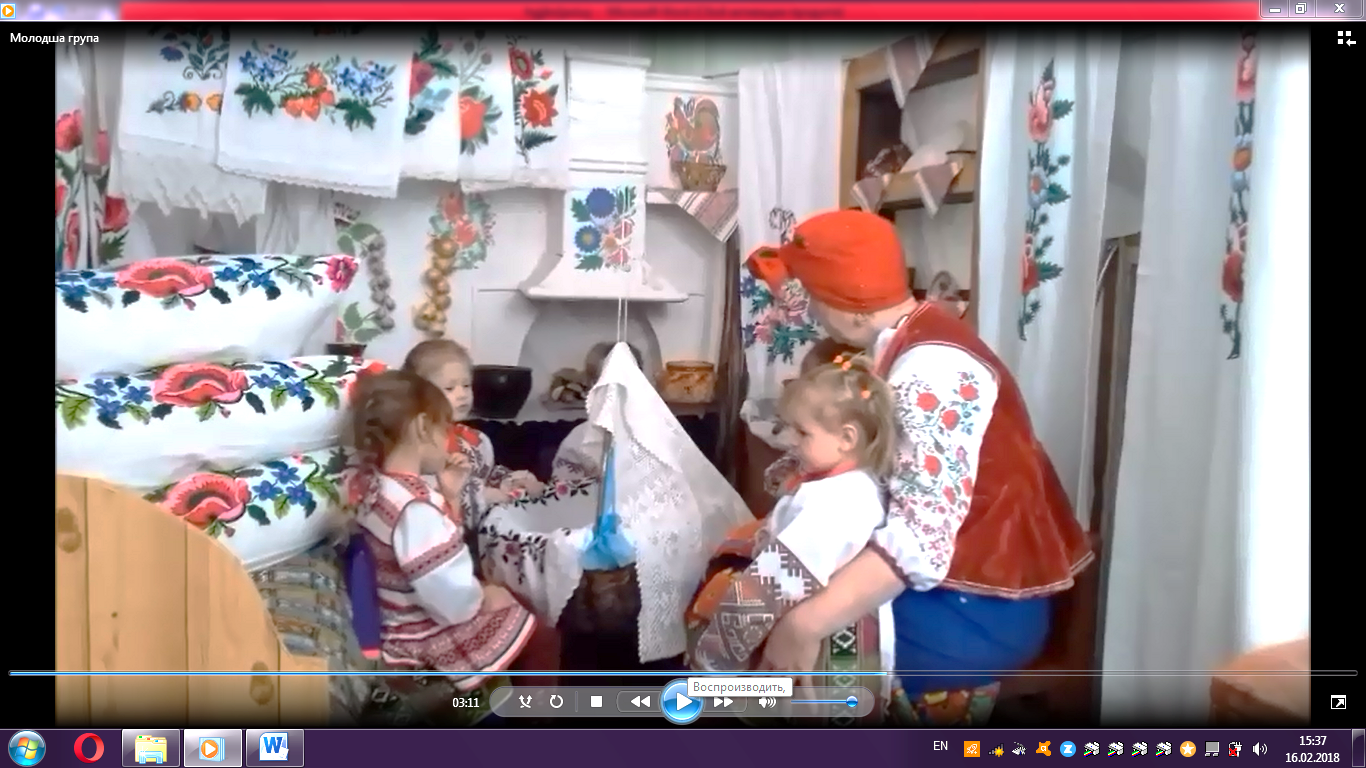 Молодша група
03:11
Воспроизводить,
EN
15:37
16.02.2018